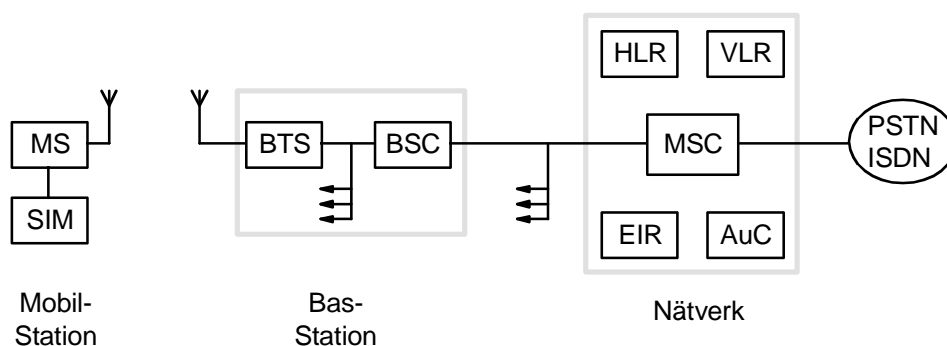 HLR
VLR
MS
BTS
BSC
MSC
PSTN
ISDN
SIM
EIR
AuC
Mobil-
Station
Bas-
Station
Nätverk